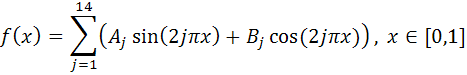 f(x) = ∑_{j=1}^{14} (A_j sin(2jπx) + B_j cos(2jπx)), x ∈ [0,1]